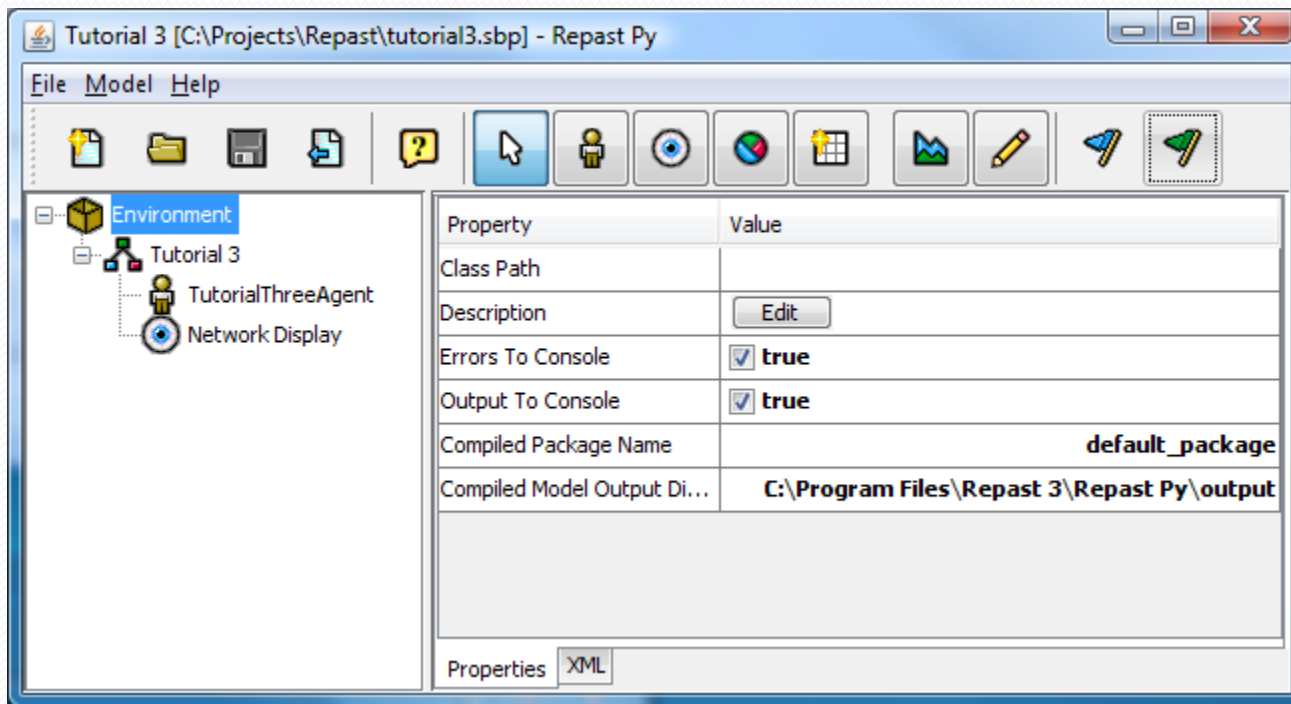 Tutorial 3 [C:\Projects\Repast\tutorial3.sbp] - Repast Py
File Model Help
?
Environment
Tutorial 3
TutorialThreeAgent
Network Display
Property Value
Class Path
Description Edit
Errors To Console true
Output To Console true
Compiled Package Name default_package
Compiled Model Output Di... C:\Program Files\Repast 3\Repast Py\output
Properties XML